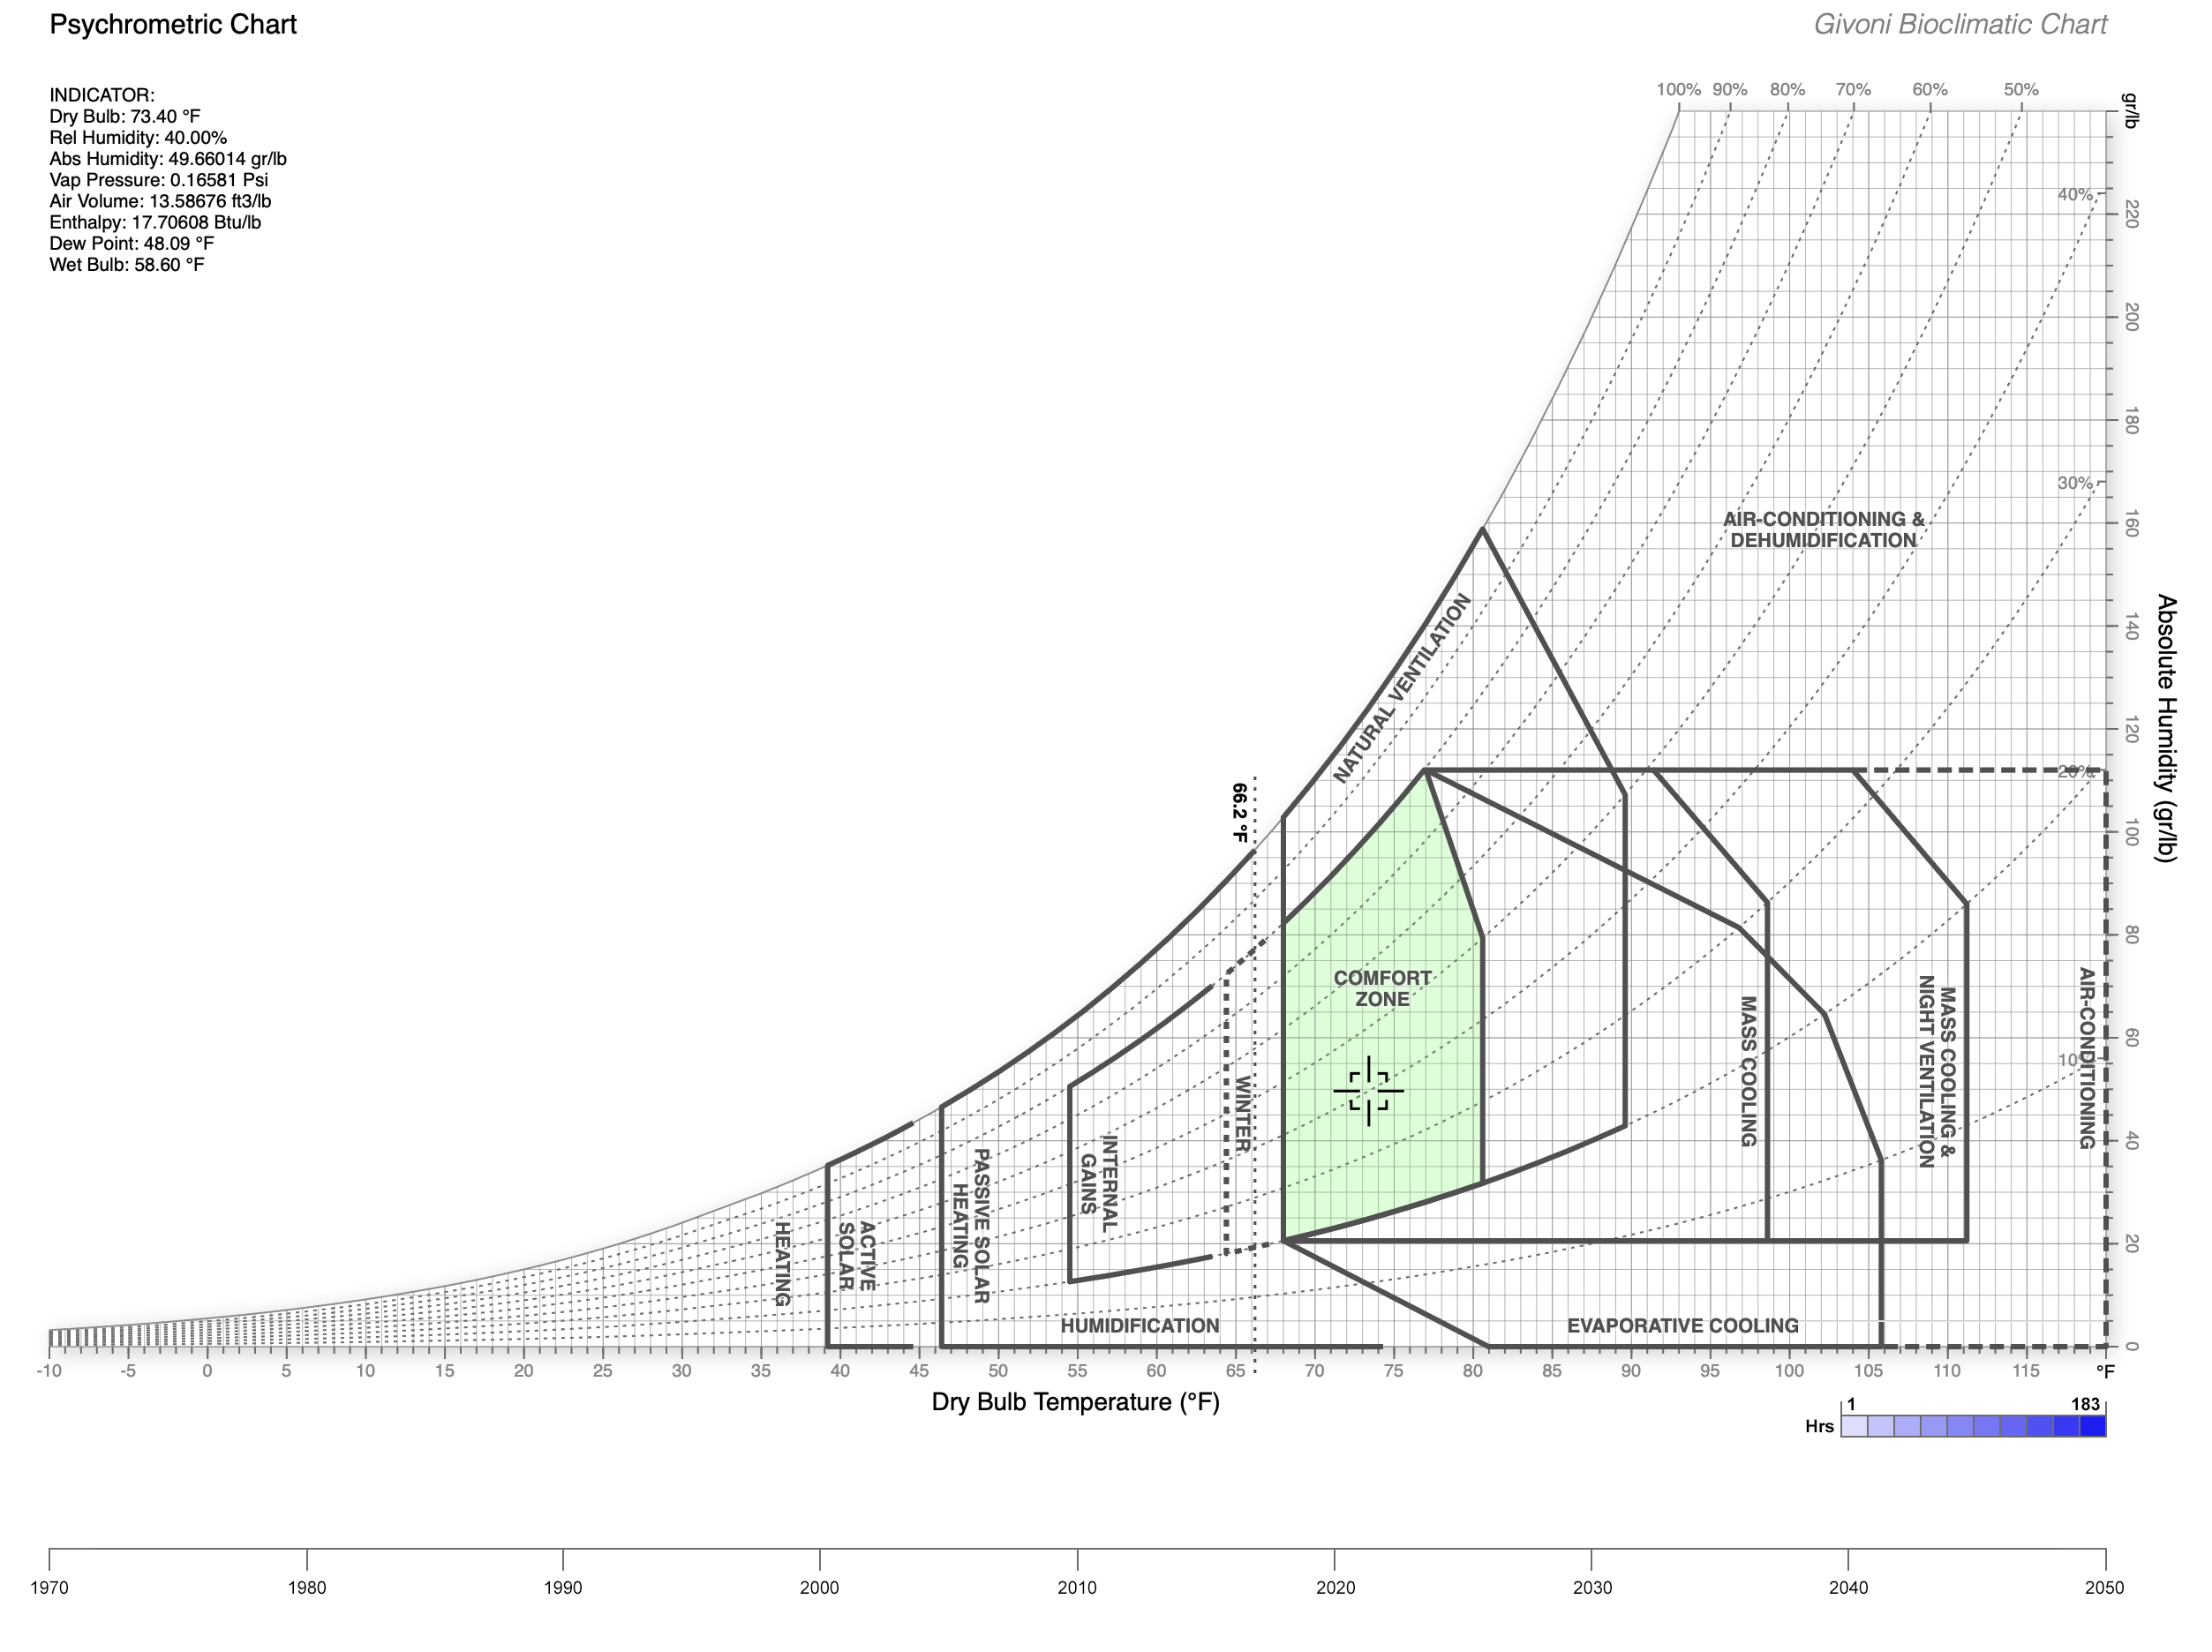 Psychrometric Chart
Givoni Bioclimatic Chart
INDICATOR:
Dry Bulb: 73.40 °F
Rel Humidity: 40.00%
Abs Humidity: 49.66014 gr/lb
Vap Pressure: 0.16581 Psi
Air Volume: 13.58676 ft3/lb
Enthalpy: 17.70608 Btu/lb
Dew Point: 48.09 °F
Wet Bulb: 58.60 °F
100% 90% 80% 70% 60% 50%
gr/lb
40%
30%
20%
10%
220
200
180
160
140
120
100
80
60
40
20
0
Absolute Humidity (gr/lb)
AIR-CONDITIONING &
DEHUMIDIFICATION
NATURAL VENTILATION
66.2 °F
COMFORT
ZONE
WINTER
HEATING
ACTIVE
SOLAR
PASSIVE SOLAR
HEATING
INTERNAL
GAINS
MASS COOLING
MASS COOLING &
NIGHT VENTILATION
AIR-CONDITIONING
HUMIDIFICATION
EVAPORATIVE COOLING
-10 -5 0 5 10 15 20 25 30 35 40 45 50 55 60 65 70 75 80 85 90 95 100 105 110 115 °F
Dry Bulb Temperature (°F)
1 183
Hrs
1970 1980 1990 2000 2010 2020 2030 2040 2050